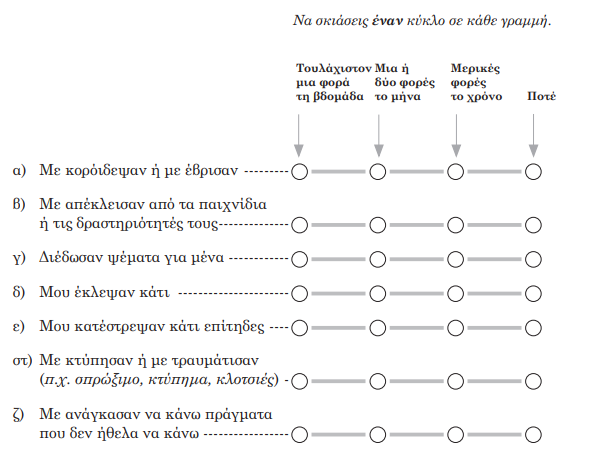 Να σκιάσεις έναν κύκλο σε κάθε γραμμή.
Τουλάχιστον μια φορά τη βδομάδα
Μια ή δύο φορές το μήνα
Μερικές φορές το χρόνο
Ποτέ
α) Με κορόιδεψαν ή με έβρισαν
β) Με απέκλεισαν από τα παιχνίδια
ή τις δραστηριότητές τους
γ) Διέδωσαν ψέματα για μένα
δ) Μου έκλεψαν κάτι
ε) Μου κατέστρεψαν κάτι επίτηδες
στ) Με κτύπησαν ή με τραυμάτισαν
(π.χ. σπρώξιμο, κτύπημα, κλοτσιές)
ζ) Με ανάγκασαν να κάνω πράγματα
που δεν ήθελα να κάνω